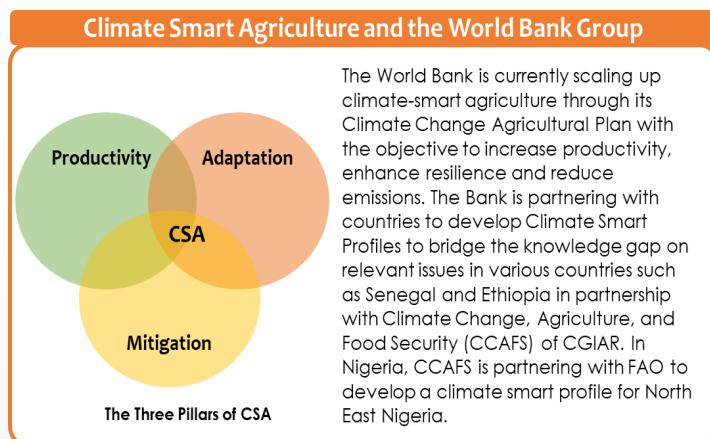 Climate Smart Agriculture and the World Bank Group
Productivity
Adaptation
CSA
Mitigation
The Three Pillars of CSA
The World Bank is currently scaling up
climate-smart agriculture through its
Climate Change Agricultural Plan with
the objective to increase productivity,
enhance resilience and reduce
emissions. The Bank is partnering with
countries to develop Climate Smart
Profiles to bridge the knowledge gap on
relevant issues in various countries such
as Senegal and Ethiopia in partnership
with Climate Change, Agriculture, and
Food Security (CCAFS) of CGIAR. In
Nigeria, CCAFS is partnering with FAO to
develop a climate smart profile for North
East Nigeria.